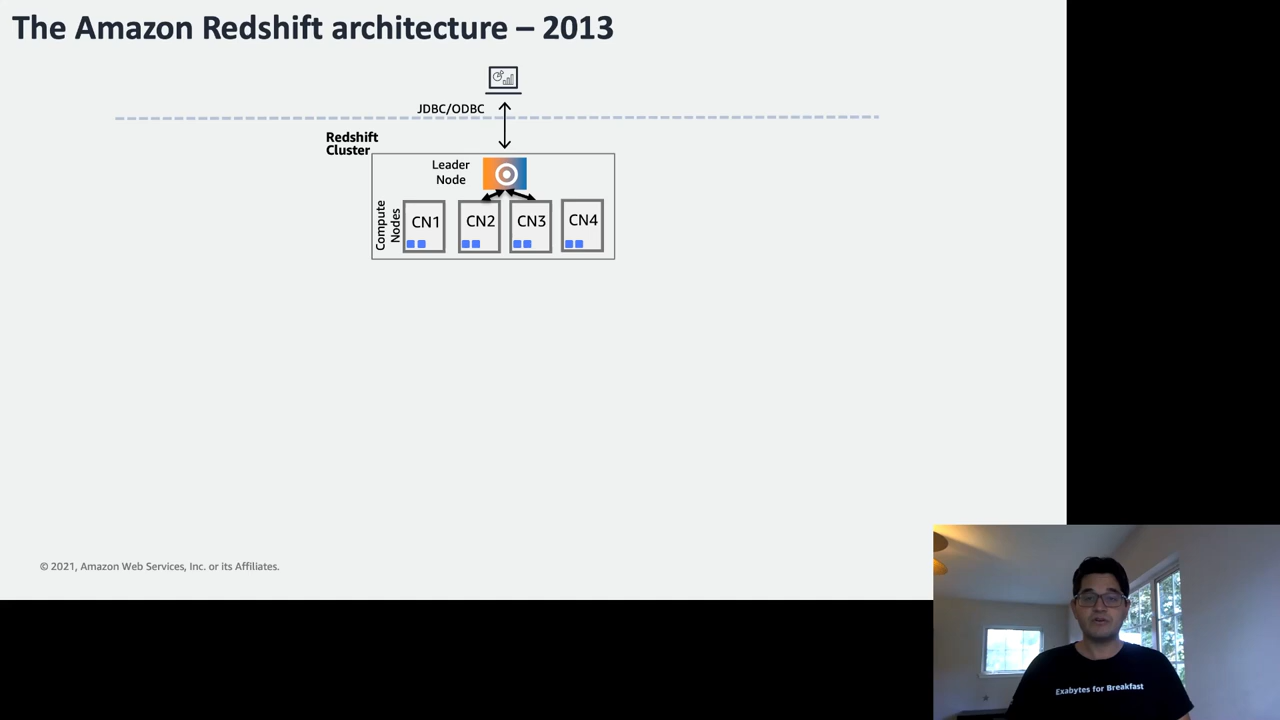 The Amazon Redshift architecture – 2013
JDBC/ODBC
Redshift
Cluster
Leader
Node
Compute
Nodes
CN1
CN2
CN3
CN4
© 2021, Amazon Web Services, Inc. or its Affiliates.
Exabytes for Breakfast